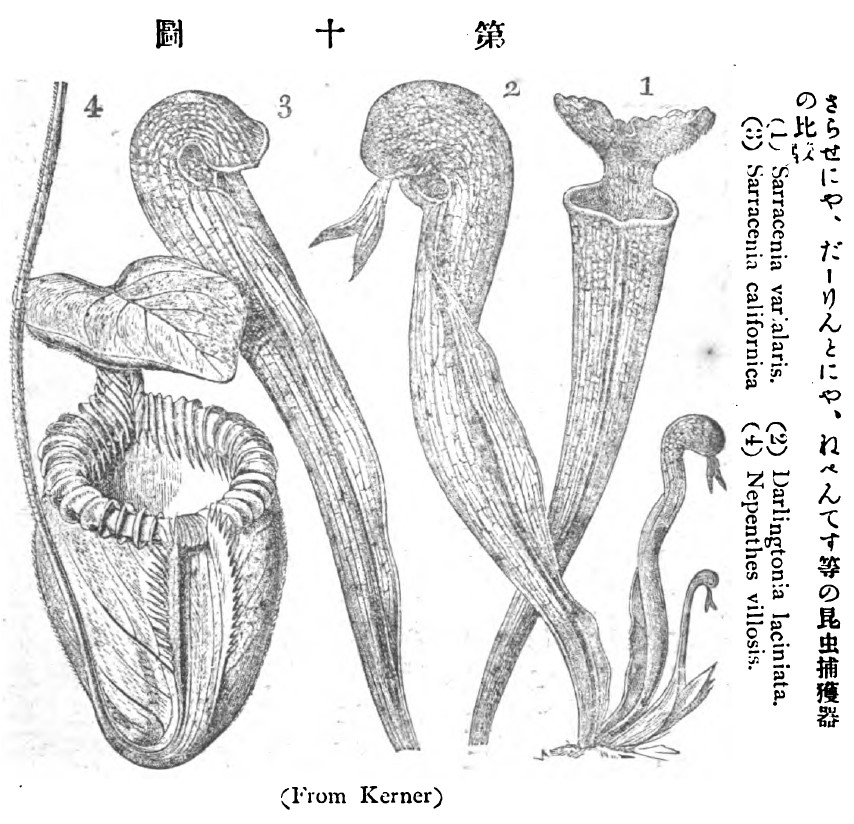 第十圖
さらせにや、だーりんとにや、ねぺんてす等の昆虫捕獲器
の比較
(1) Sarracenia varialaris. (2) Darlingtonia laciniata.
(3) Sarracenia californica (4) Nepenthes villosis.
1
2
3
4
(From Kerner)